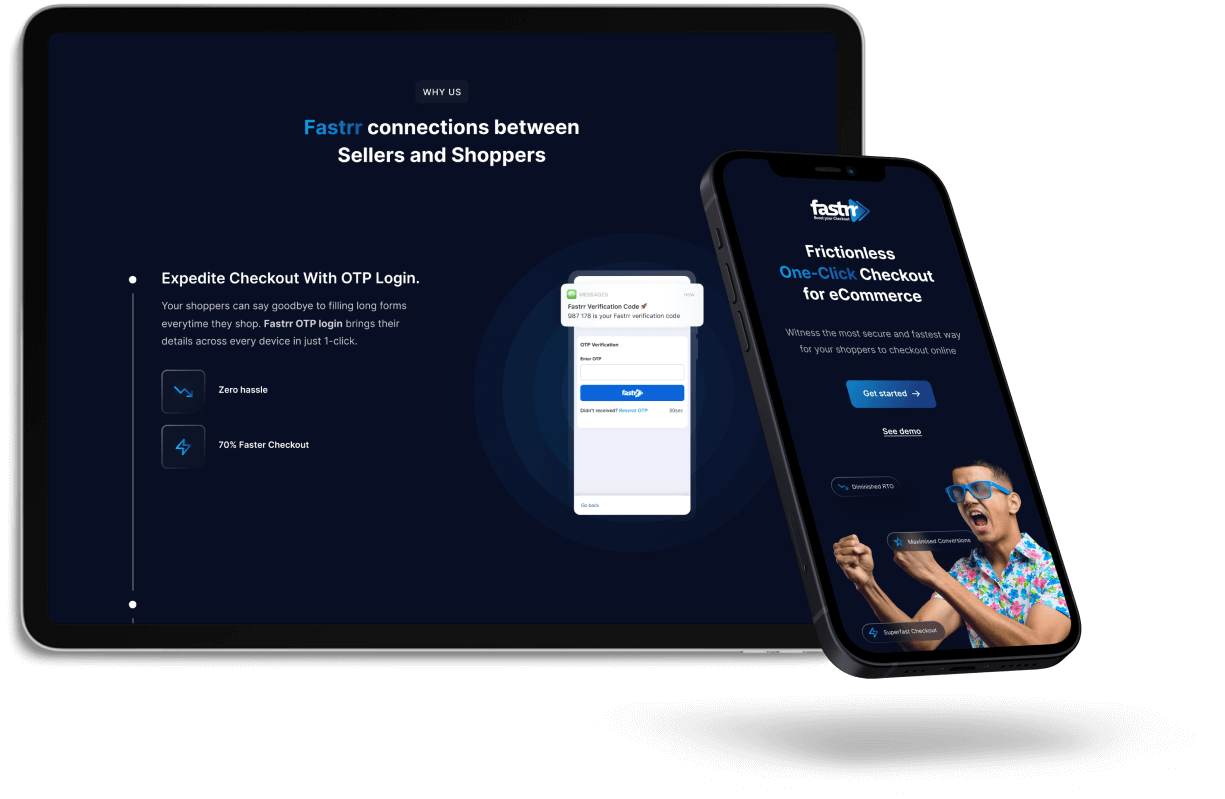 WHY US
Fastrr connections between
Sellers and Shoppers
Expedite Checkout With OTP Login.
Your shoppers can say goodbye to filling long forms
everytime they shop. Fastrr OTP login brings their
details across every device in just 1-click.
Zero hassle
70% Faster Checkout
MESSAGES now
Fastrr Verification Code 🚀
987 178 is your Fastrr verification code
OTP Verification
Enter OTP
fastrr
Didn't received? Resend OTP 30sec
Go back
fastrr
Boost your Checkout
Frictionless
One-Click Checkout
for eCommerce
Witness the most secure and fastest way
for your shoppers to checkout online
Get started →
See demo
Diminished RTO
Maximised Conversions
Superfast Checkout